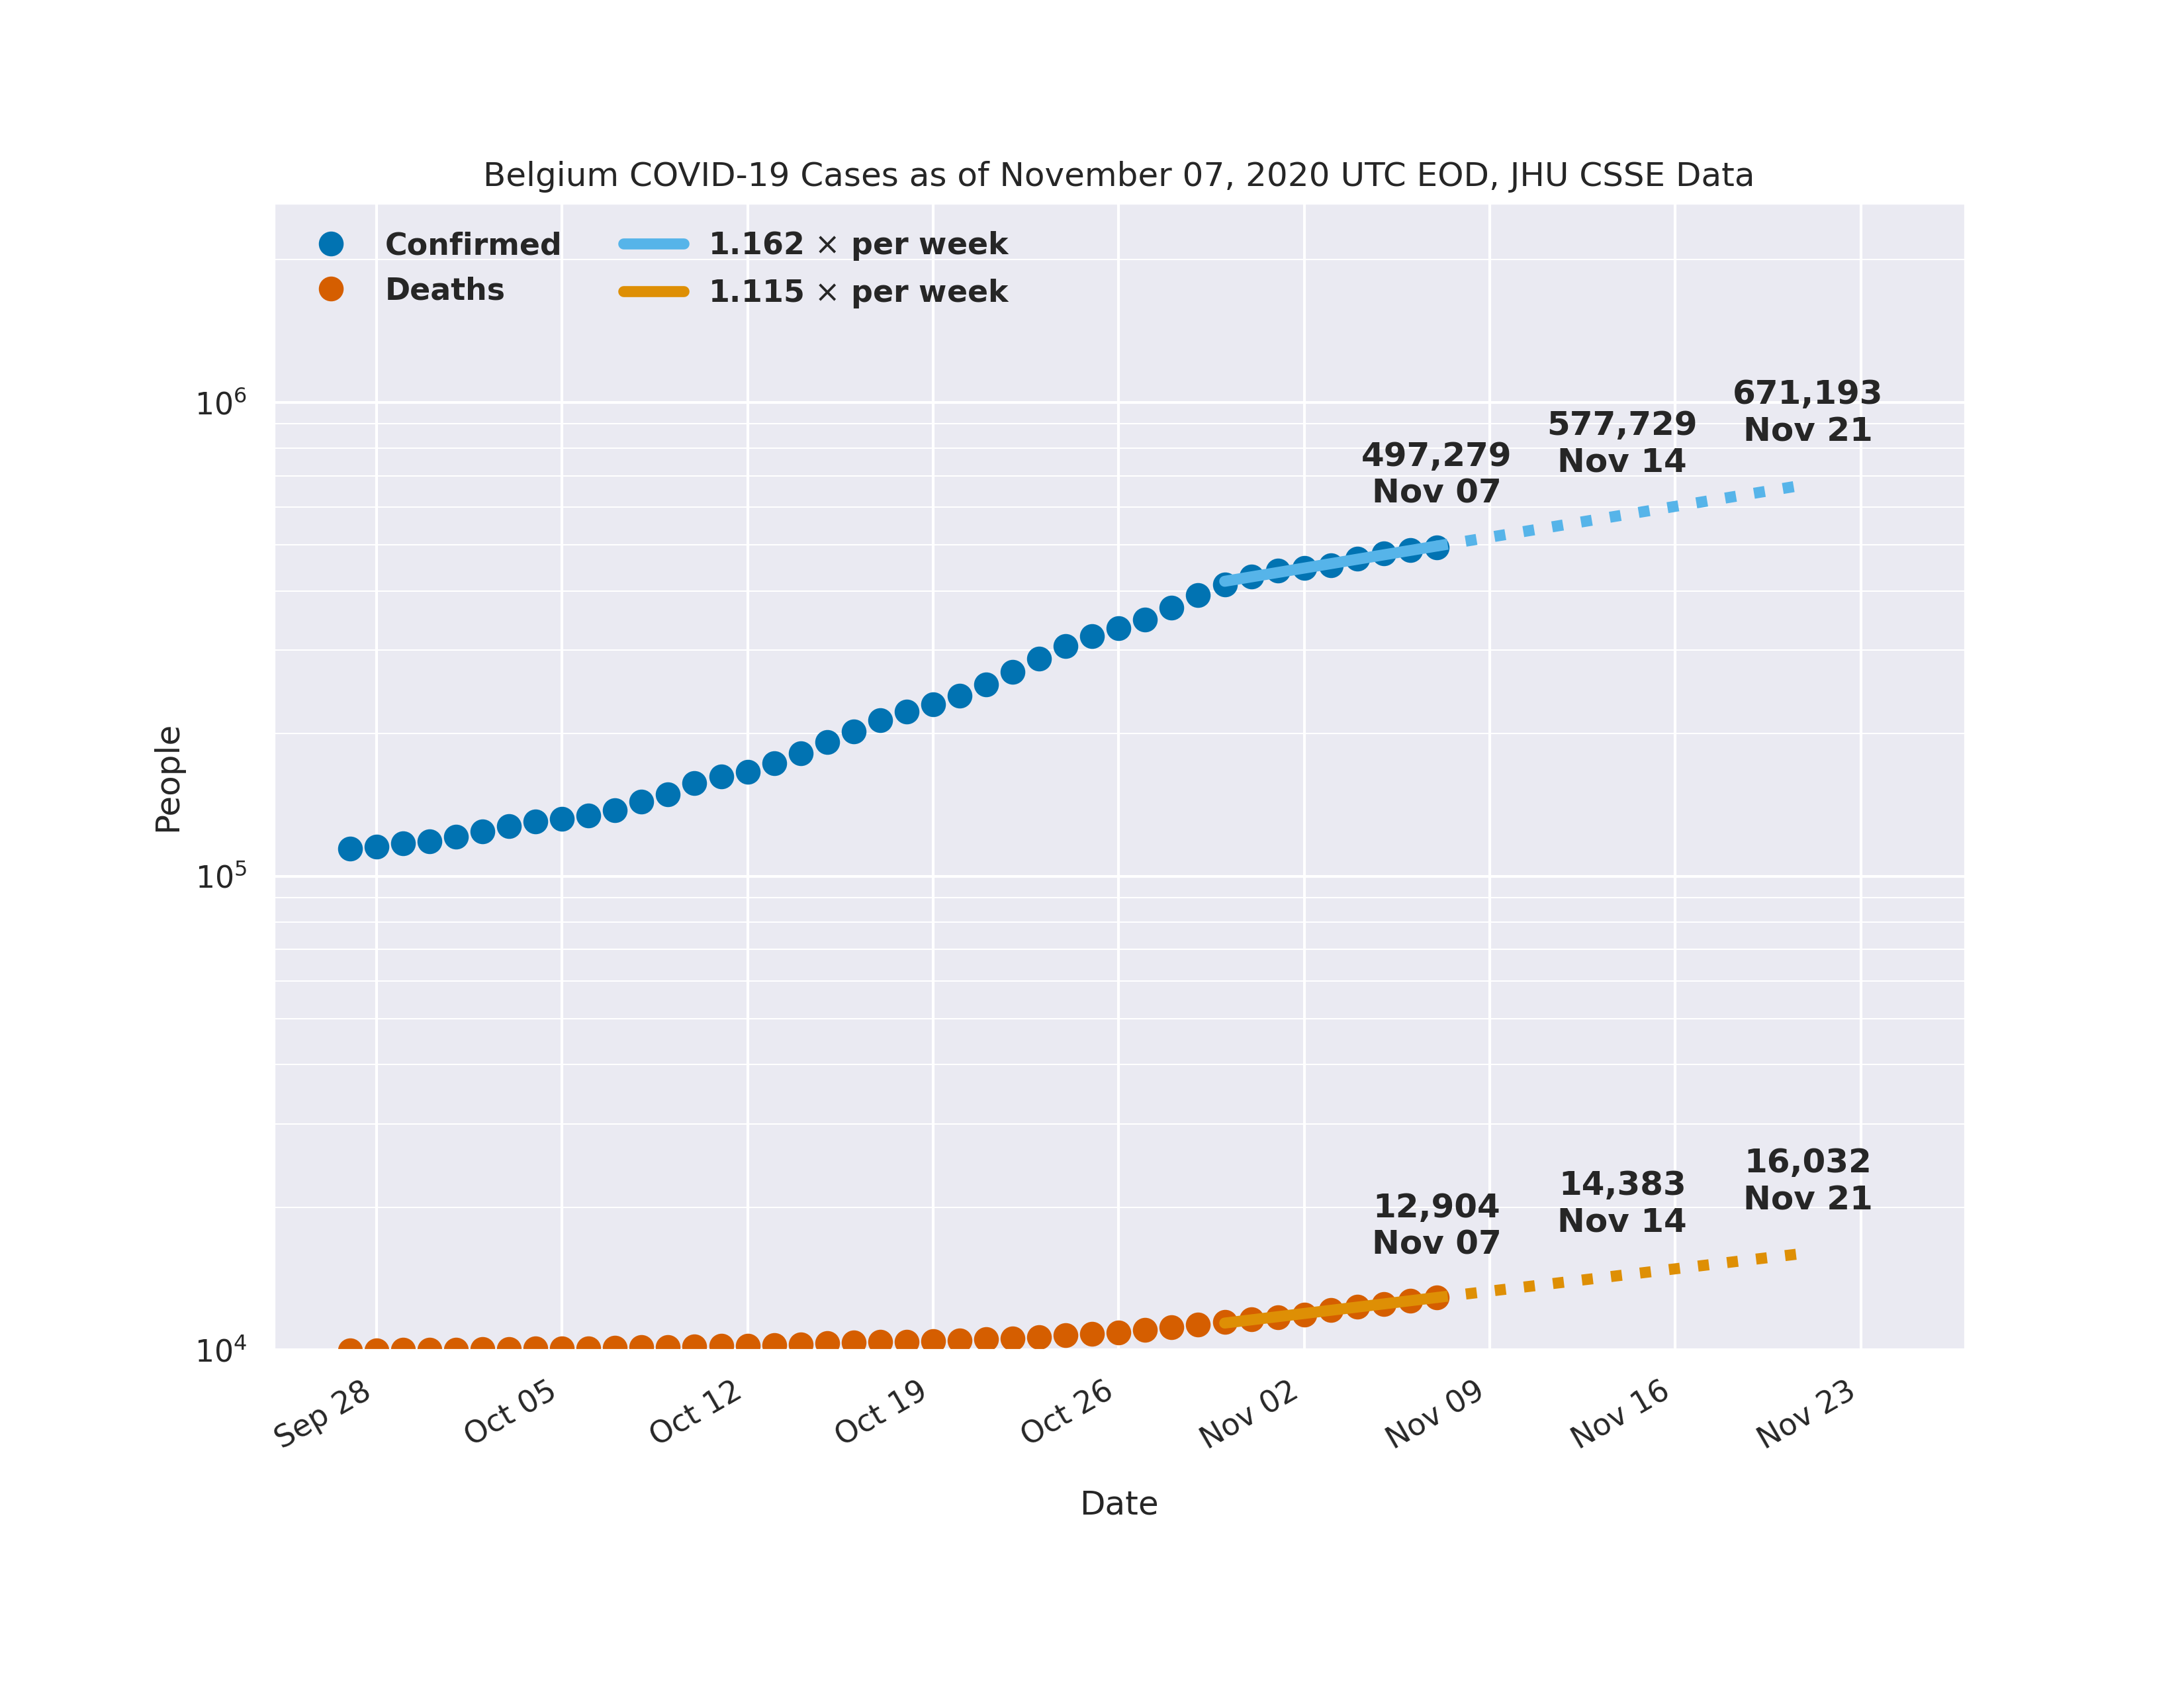 Belgium COVID-19 Cases as of November 07, 2020 UTC EOD, JHU CSSE Data
Confirmed
Deaths
1.162 × per week
1.115 × per week
671,193
Nov 21
577,729
Nov 14
497,279
Nov 07
16,032
Nov 21
14,383
Nov 14
12,904
Nov 07
10⁶
10⁵
10⁴
People
Sep 28
Oct 05
Oct 12
Oct 19
Oct 26
Nov 02
Nov 09
Nov 16
Nov 23
Date